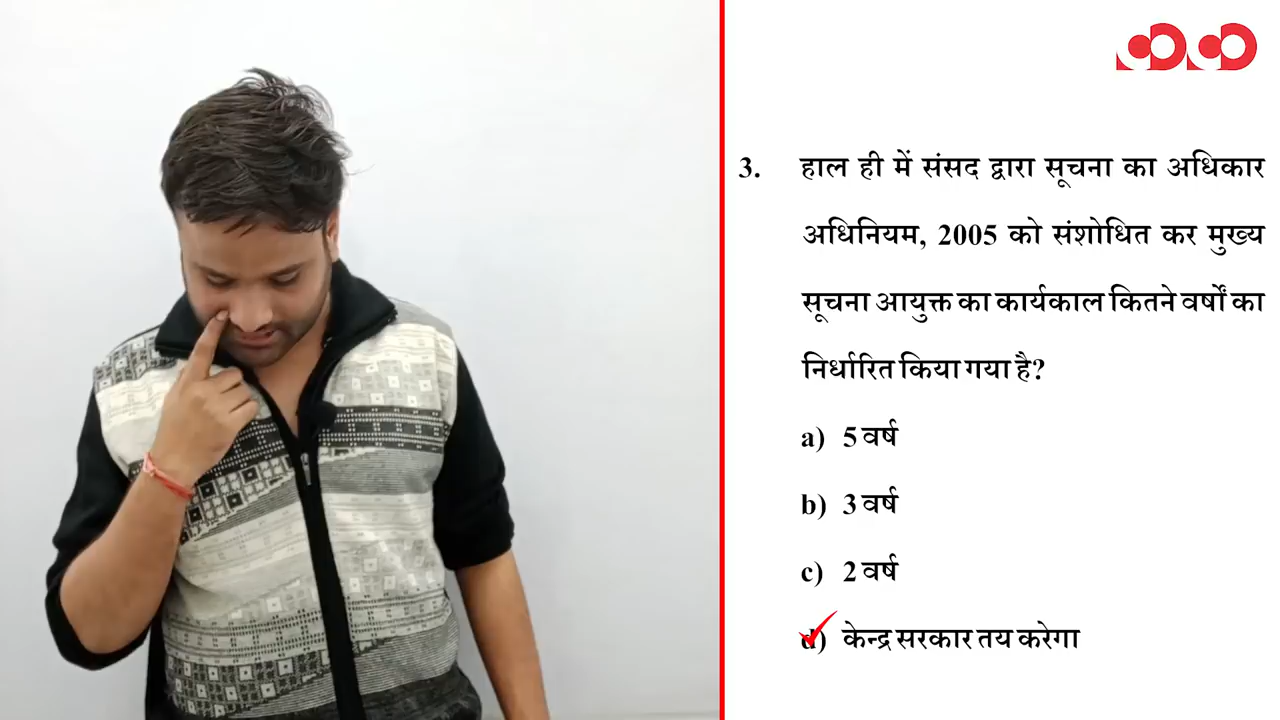 3. हाल ही में संसद द्वारा सूचना का अधिकार
अधिनियम, 2005 को संशोधित कर मुख्य
सूचना आयुक्त का कार्यकाल कितने वर्षों का
निर्धारित किया गया है?
a) 5 वर्ष
b) 3 वर्ष
c) 2 वर्ष
d) केन्द्र सरकार तय करेगा